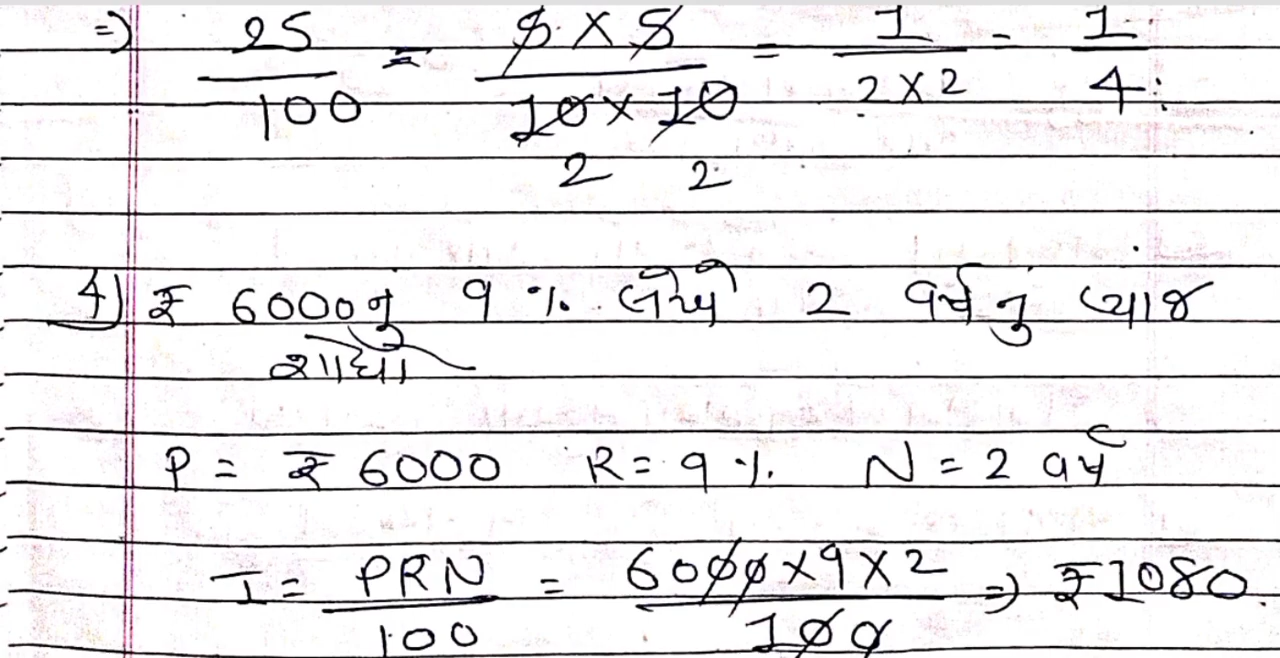 ⇒ 25/100 = 5 × 5 / 10 × 10 = 1 / 2 × 2 = 1/4
2 2
4) ₹ 6000નું 9 % લેખે 2 વર્ષનું વ્યાજ
P = ₹ 6000 R = 9 % N = 2 વર્ષ
I = PRN/100 = 6000 × 9 × 2 / 100 ⇒ ₹ 1080